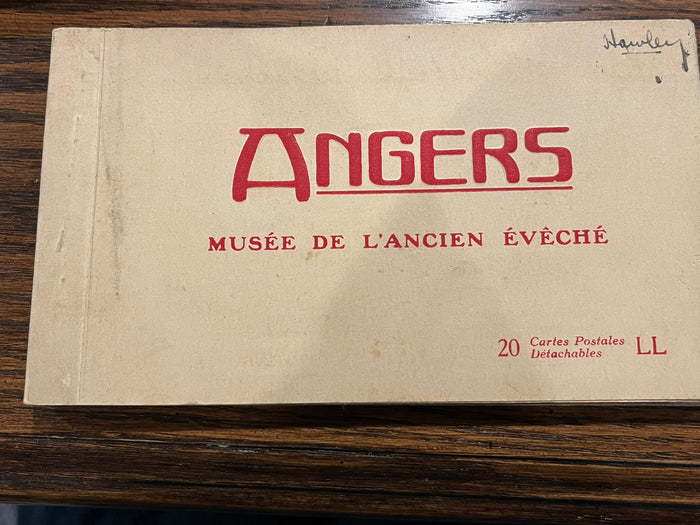 Hawley
ANGERS
MUSÉE DE L'ANCIEN ÉVÊCHÉ
20 Cartes Postales LL
Détachables